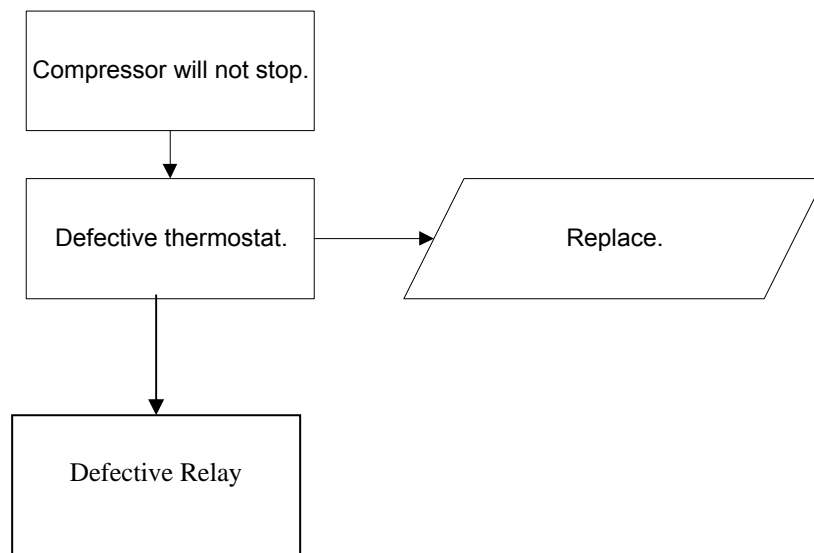 Compressor will not stop.
Defective thermostat.
Replace.
Defective Relay